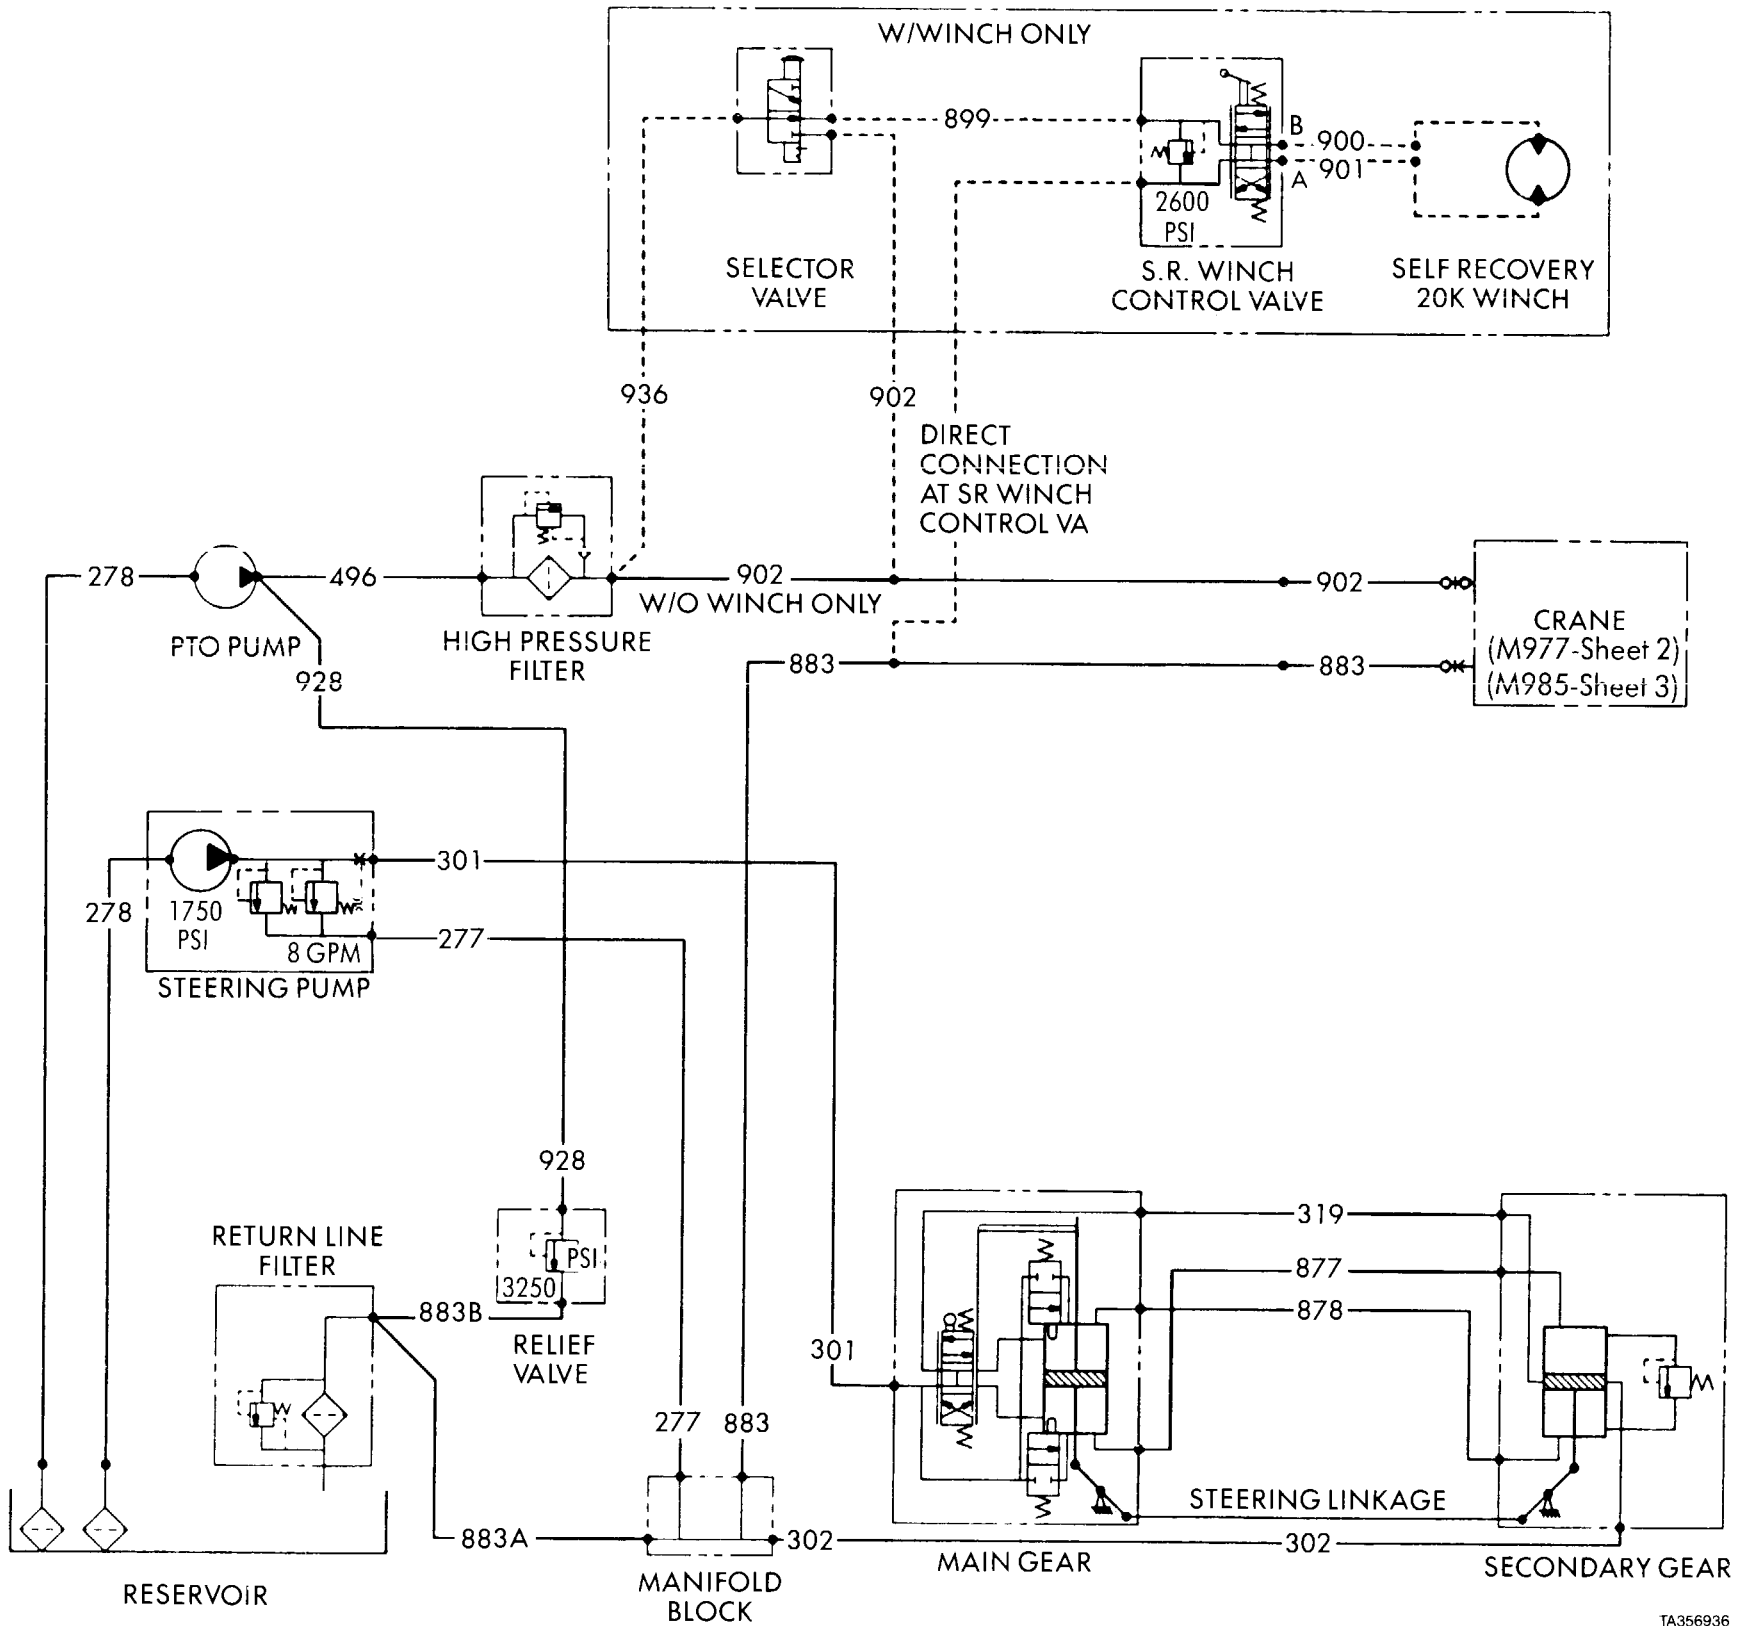 W/WINCH ONLY
899
B
900
901
A
2600
PSI
SELECTOR
VALVE
S.R. WINCH
CONTROL VALVE
SELF RECOVERY
20K WINCH
936
902
DIRECT
CONNECTION
AT SR WINCH
CONTROL VA
278
496
902
902
W/O WINCH ONLY
CRANE
(M977-Sheet 2)
(M985-Sheet 3)
PTO PUMP
HIGH PRESSURE
FILTER
883
883
928
301
278
1750
PSI
8 GPM
277
STEERING PUMP
928
RETURN LINE
FILTER
PSI
3250
883B
RELIEF
VALVE
319
877
878
301
277
883
STEERING LINKAGE
883A
302
302
MAIN GEAR
SECONDARY GEAR
RESERVOIR
MANIFOLD
BLOCK
TA356936